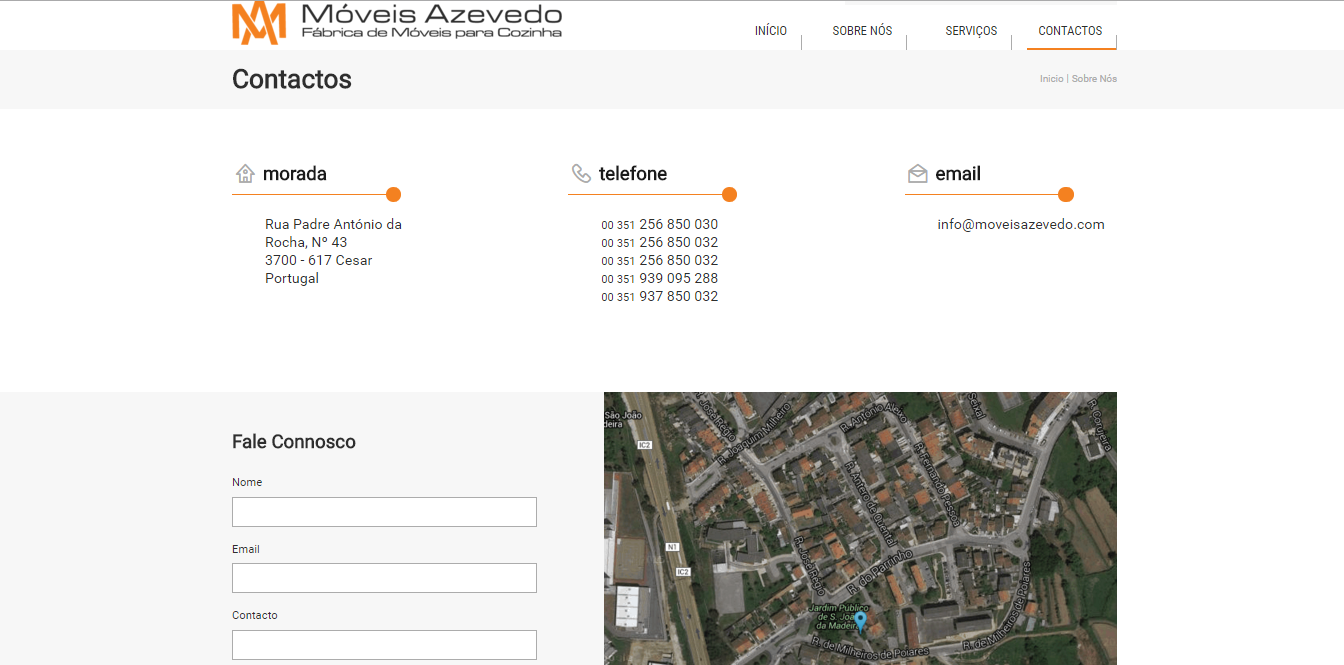 Móveis Azevedo
Fábrica de Móveis para Cozinha
INÍCIO
SOBRE NÓS
SERVIÇOS
CONTACTOS
Contactos
Inicio | Sobre Nós
morada
Rua Padre António da
Rocha, Nº 43
3700 - 617 Cesar
Portugal
telefone
00 351 256 850 030
00 351 256 850 032
00 351 256 850 032
00 351 939 095 288
00 351 937 850 032
email
info@moveisazevedo.com
Fale Connosco
Nome
Email
Contacto
São João
deira
IC2
R. José Régio
R. Joaquim Milheiro
R. António Aleixo
Seixal
R. Corujeira
R. Fernando Pessoa
R. Antero de Quental
N1
IC2
R. José Régio
R. do Parrinho
Jardim Público
de S. João
da Madeira
R. de Milheiros de Poiares
R. de Milheiros de Poiares